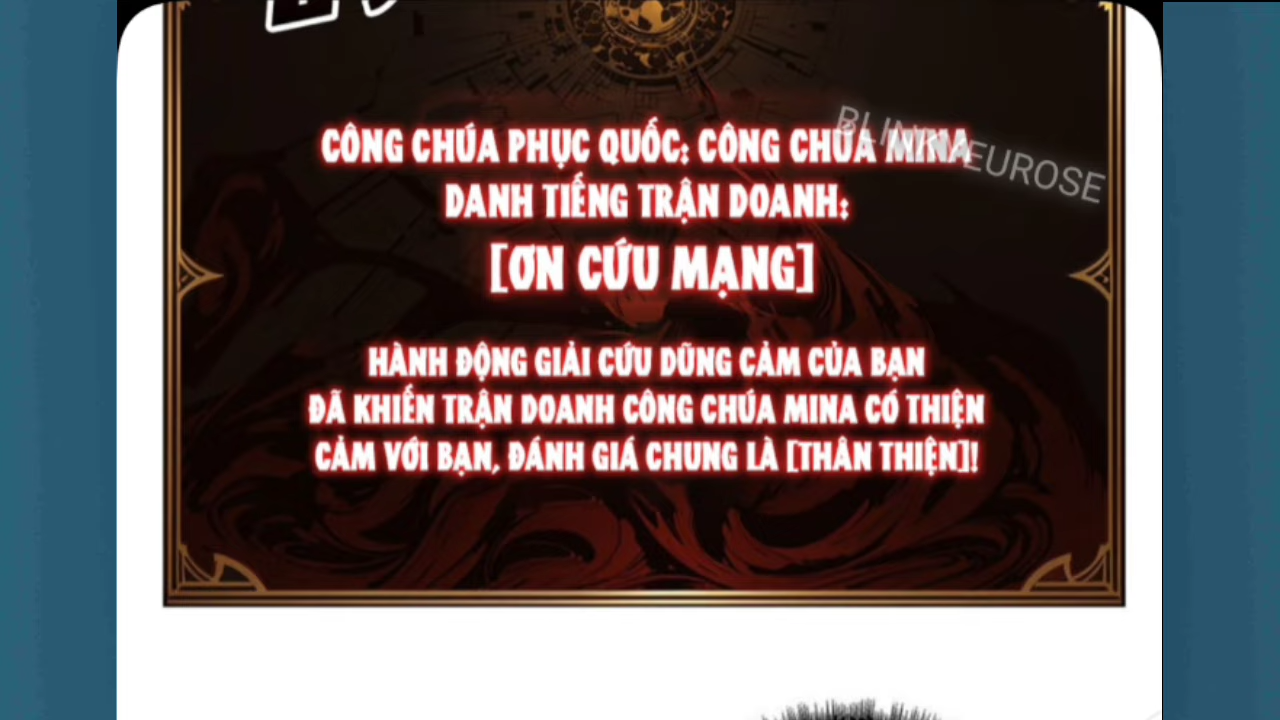 CÔNG CHÚA PHỤC QUỐC: CÔNG CHÚA MINA
DANH TIẾNG TRẬN DOANH:
[ƠN CỨU MẠNG]
HÀNH ĐỘNG GIẢI CỨU DŨNG CẢM CỦA BẠN
ĐÃ KHIẾN TRẬN DOANH CÔNG CHÚA MINA CÓ THIỆN
CẢM VỚI BẠN, ĐÁNH GIÁ CHUNG LÀ [THÂN THIỆN]!